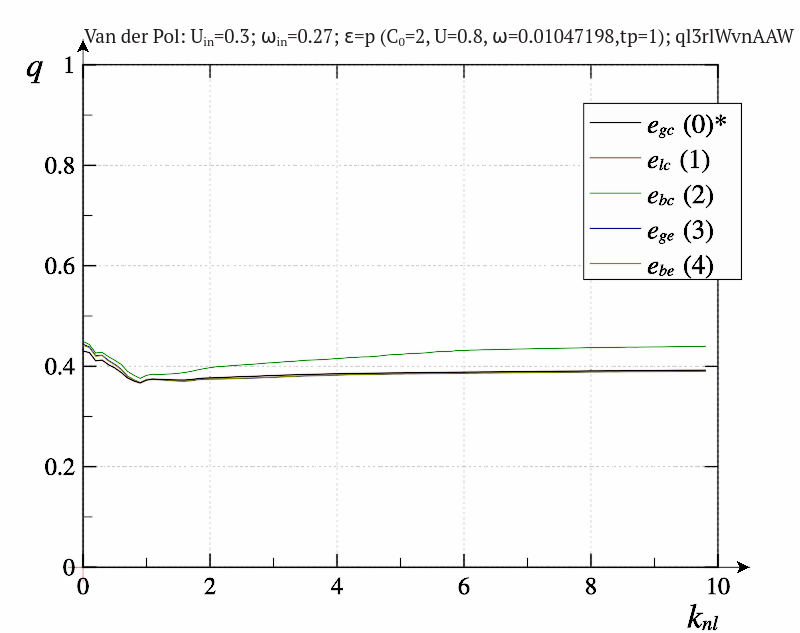 Van der Pol: Uin=0.3; ωin=0.27; ε=p (C0=2, U=0.8, ω=0.01047198,tp=1); ql3rlWvnAAW
q
1
0.8
0.6
0.4
0.2
0
0 2 4 6 8 10
knl
egc (0)*
elc (1)
ebc (2)
ege (3)
ebe (4)